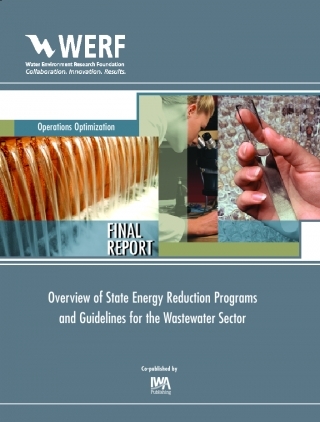 WERF
Water Environment Research Foundation
Collaboration. Innovation. Results.
Operations Optimization
FINAL
REPORT
Overview of State Energy Reduction Programs
and Guidelines for the Wastewater Sector
Co-published by
IWA
Publishing